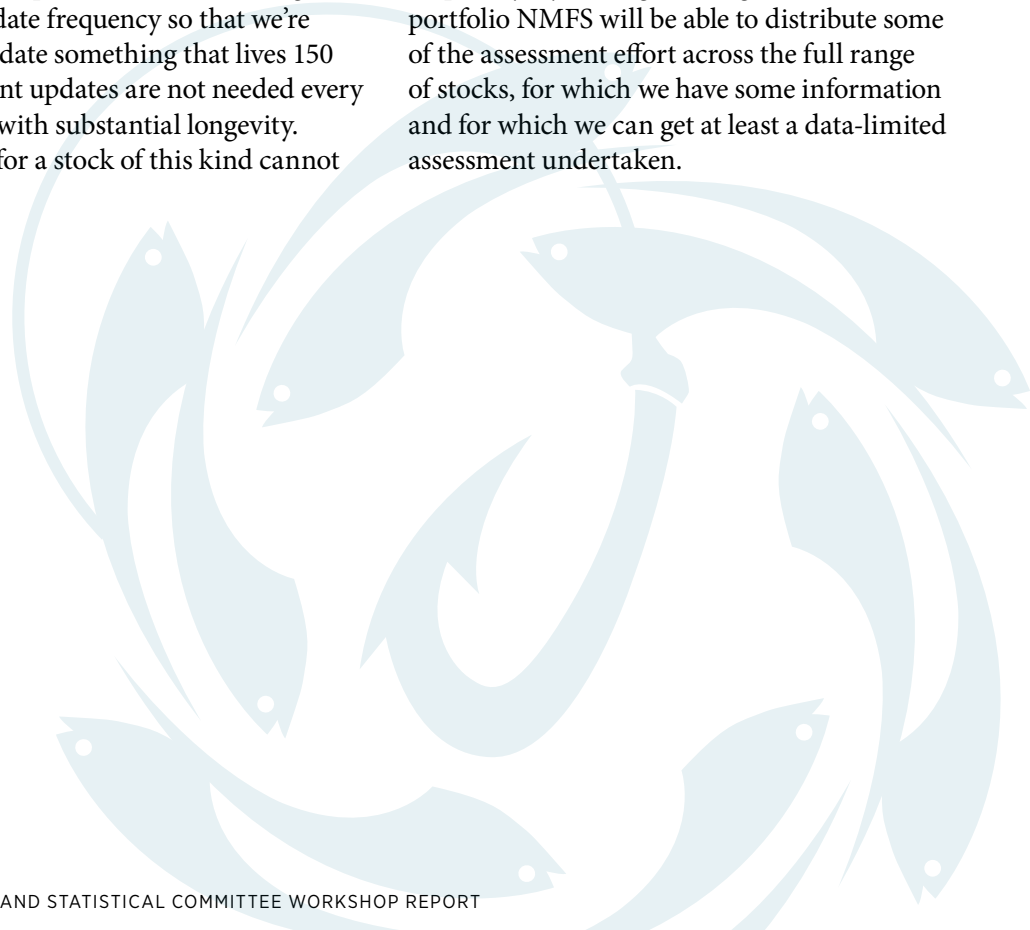 date frequency so that we’re
date something that lives 150
nt updates are not needed every
with substantial longevity.
for a stock of this kind cannot
portfolio NMFS will be able to distribute some
of the assessment effort across the full range
of stocks, for which we have some information
and for which we can get at least a data-limited
assessment undertaken.
AND STATISTICAL COMMITTEE WORKSHOP REPORT